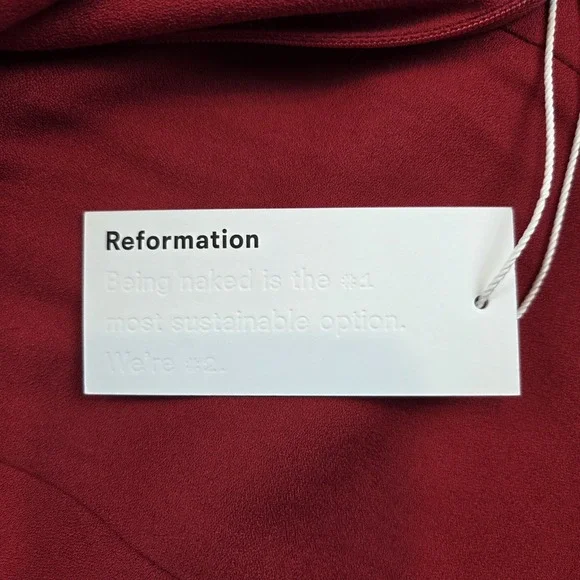 Reformation
Being naked is the #1
most sustainable option.
We're #2.